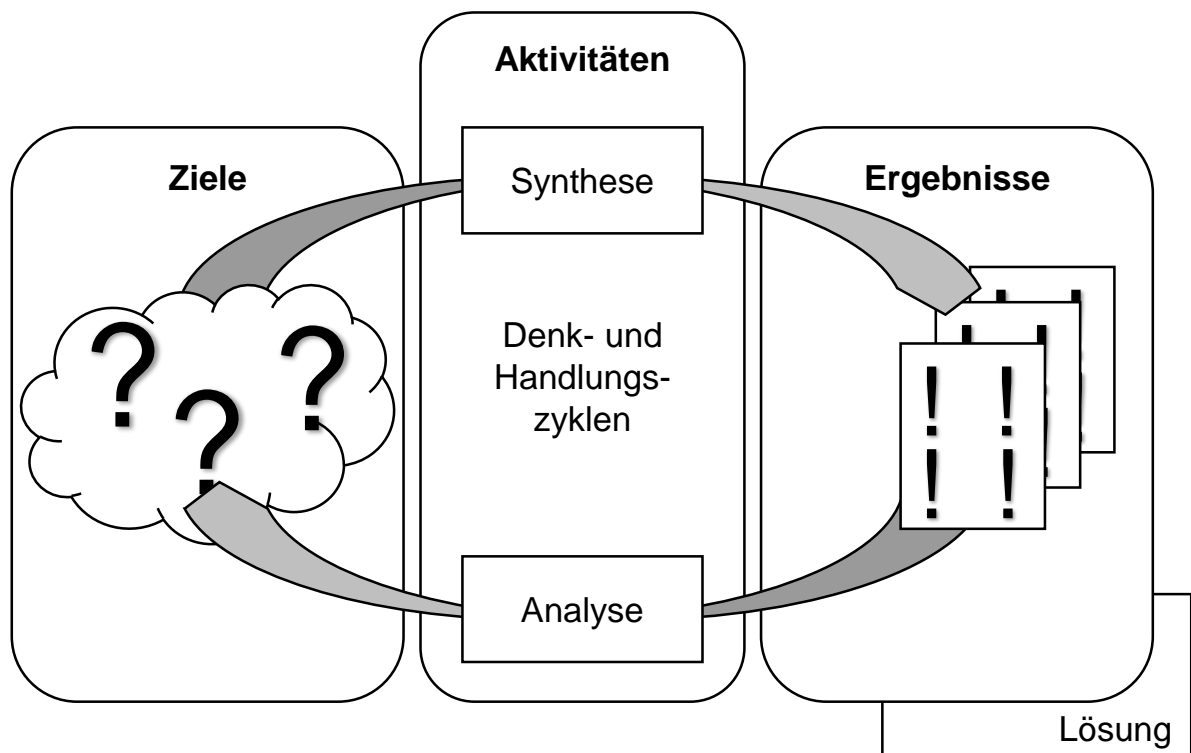 Aktivitäten
Ziele
Synthese
Ergebnisse
? ? ?
Denk- und
Handlungs-
zyklen
! !
! !
Analyse
Lösung